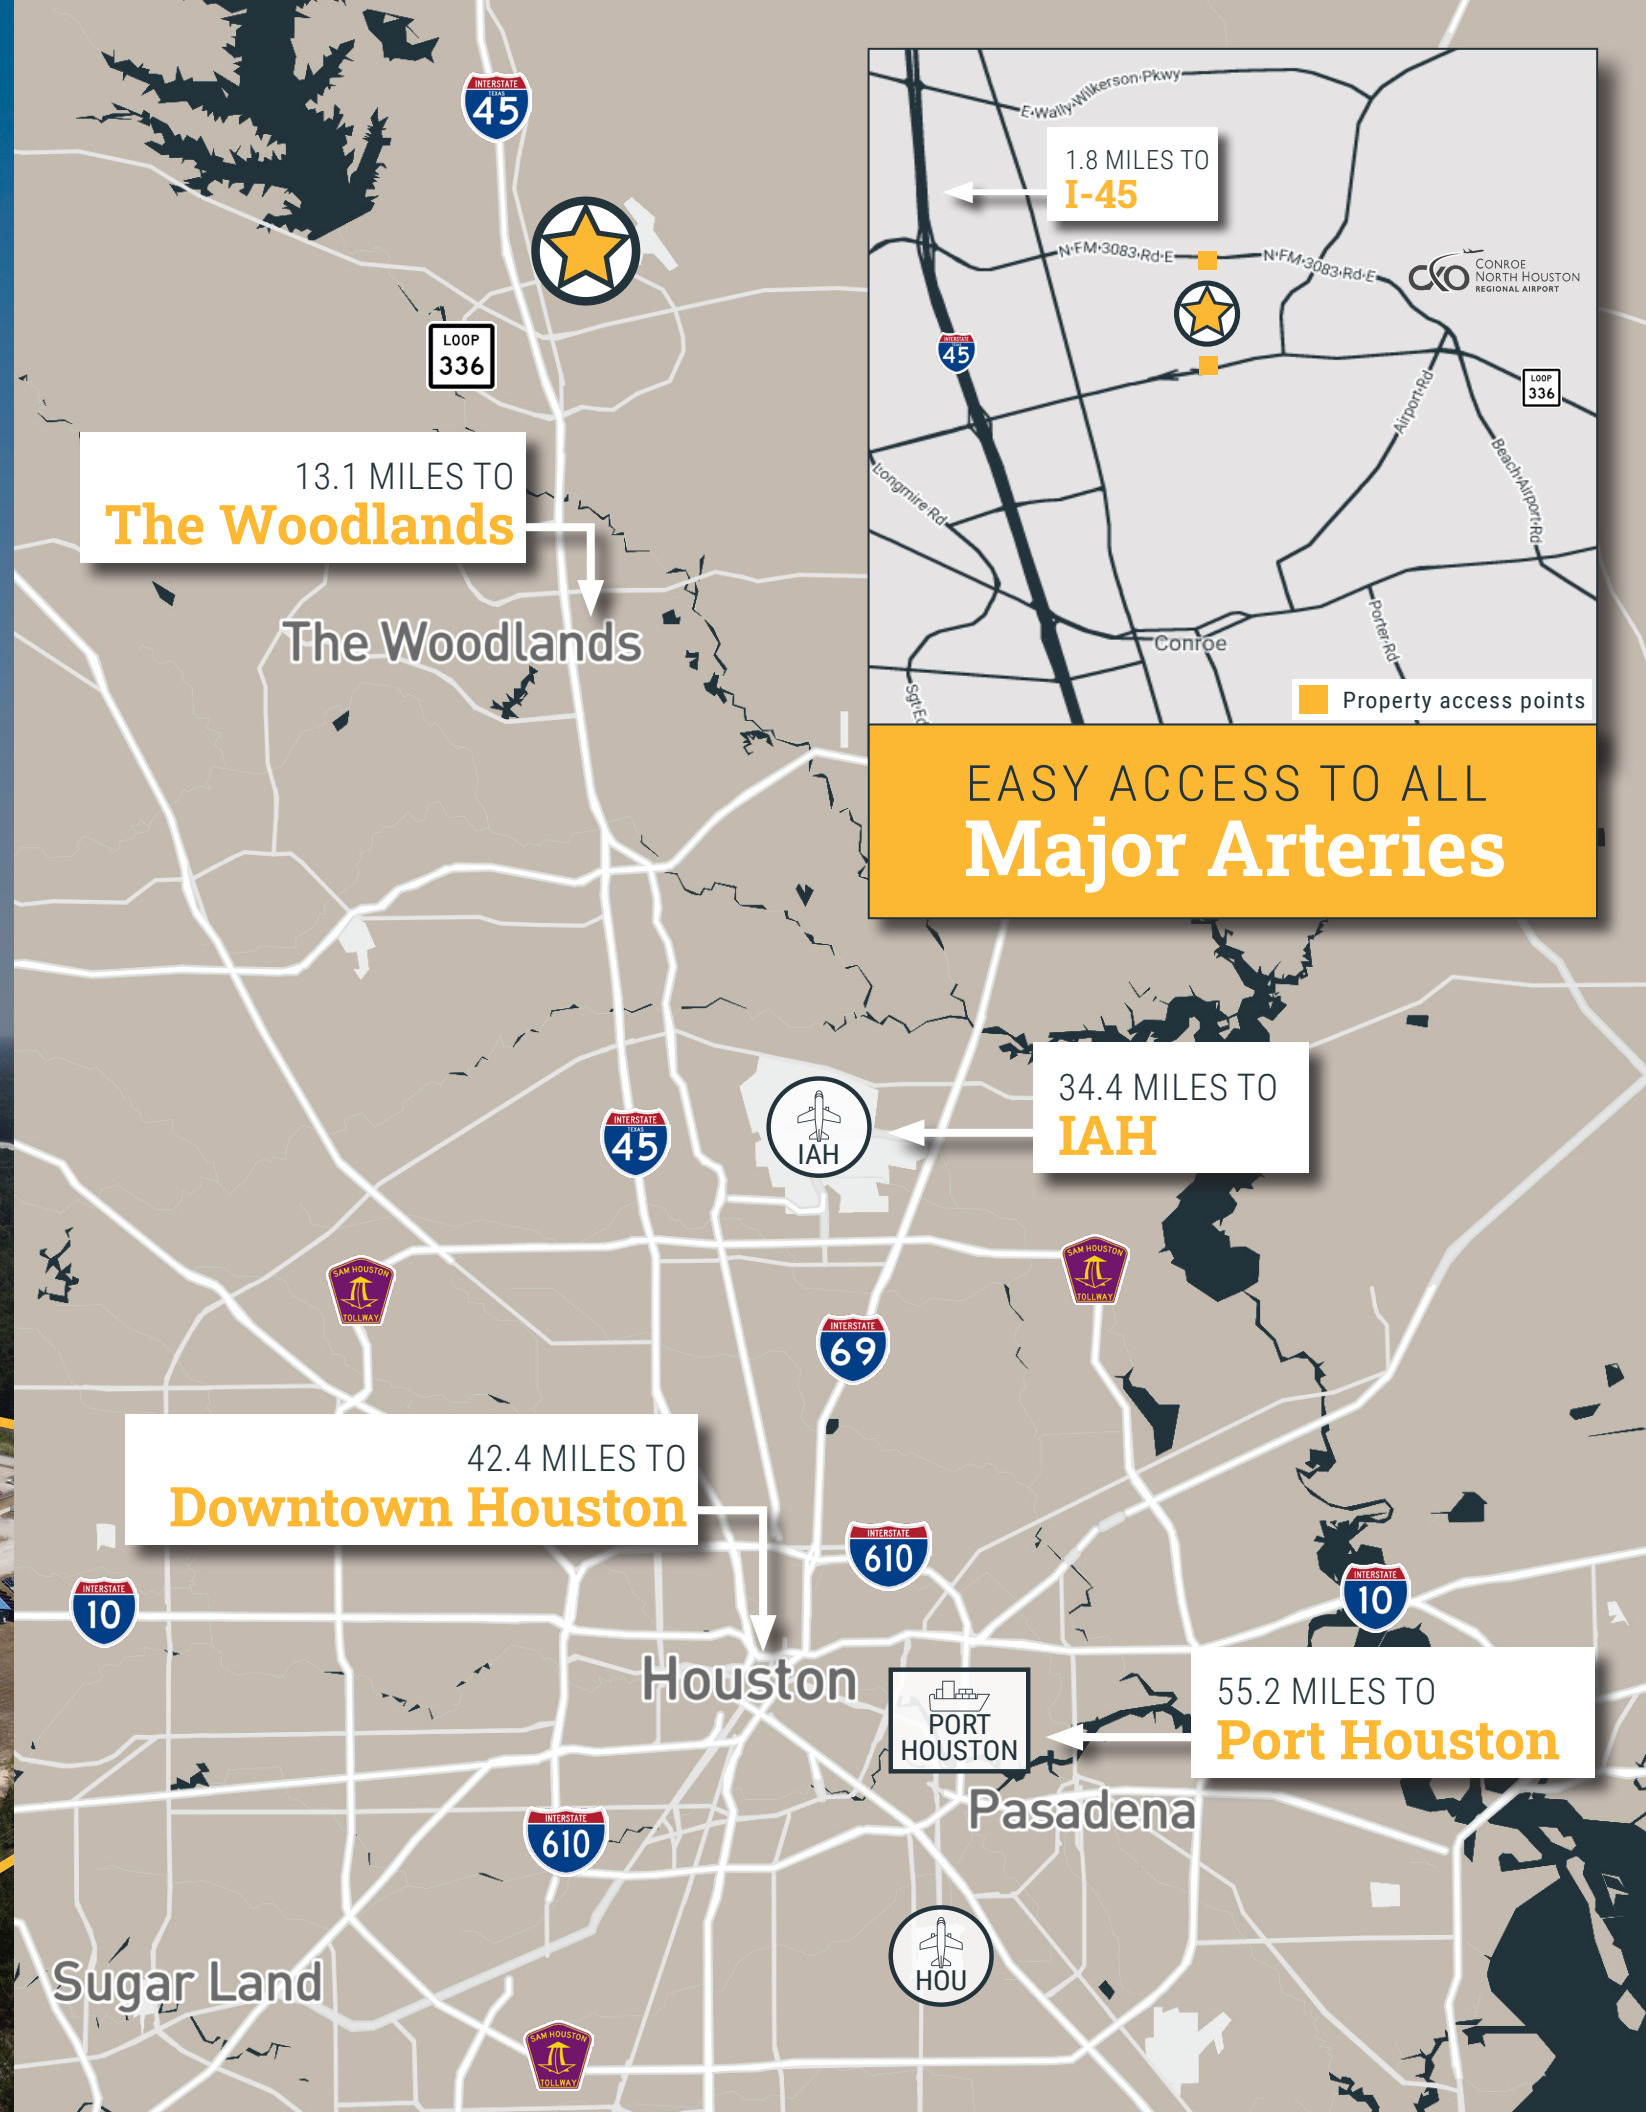 INTERSTATE
TEXAS
45
LOOP
336
13.1 MILES TO
The Woodlands
The Woodlands
E Wally Wilkerson Pkwy
1.8 MILES TO
I-45
N FM 3083 Rd E
N FM 3083 Rd E
CXO
CONROE
NORTH HOUSTON
REGIONAL AIRPORT
INTERSTATE
45
LOOP
336
Airport Rd
Beach Airport Rd
Longmire Rd
Conroe
Porter Rd
Sgt Ed
Property access points
EASY ACCESS TO ALL
Major Arteries
34.4 MILES TO
IAH
IAH
INTERSTATE
TEXAS
45
SAM HOUSTON
TOLLWAY
SAM HOUSTON
TOLLWAY
INTERSTATE
69
42.4 MILES TO
Downtown Houston
INTERSTATE
610
INTERSTATE
10
INTERSTATE
10
Houston
PORT
HOUSTON
55.2 MILES TO
Port Houston
Pasadena
INTERSTATE
610
HOU
Sugar Land
SAM HOUSTON
TOLLWAY